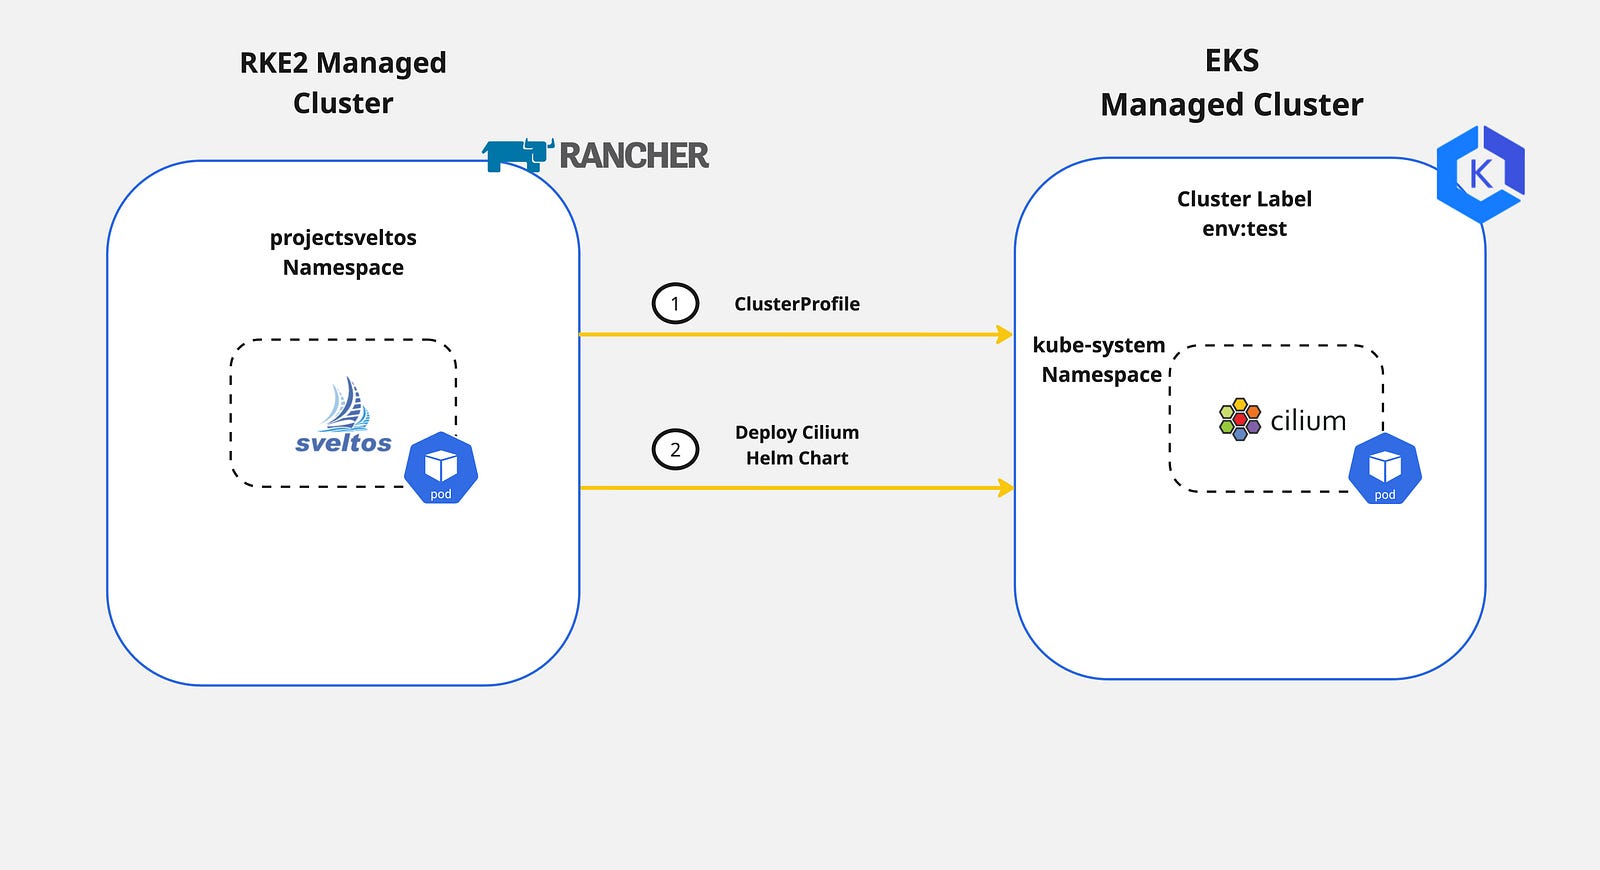 RKE2 Managed
Cluster
EKS
Managed Cluster
RANCHER
K
Cluster Label
env:test
projectsveltos
Namespace
1
ClusterProfile
kube-system
Namespace
sveltos
pod
2
Deploy Cilium
Helm Chart
cilium
pod